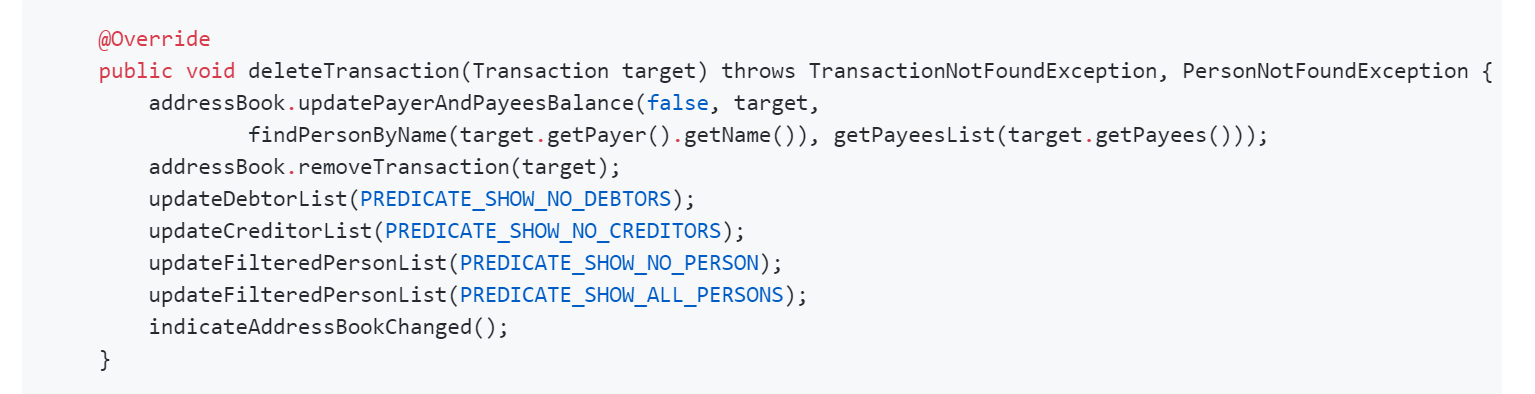 @Override
public void deleteTransaction(Transaction target) throws TransactionNotFoundException, PersonNotFoundException {
    addressBook.updatePayerAndPayeesBalance(false, target,
            findPersonByName(target.getPayer().getName()), getPayeesList(target.getPayees()));
    addressBook.removeTransaction(target);
    updateDebtorList(PREDICATE_SHOW_NO_DEBTORS);
    updateCreditorList(PREDICATE_SHOW_NO_CREDITORS);
    updateFilteredPersonList(PREDICATE_SHOW_NO_PERSON);
    updateFilteredPersonList(PREDICATE_SHOW_ALL_PERSONS);
    indicateAddressBookChanged();
}